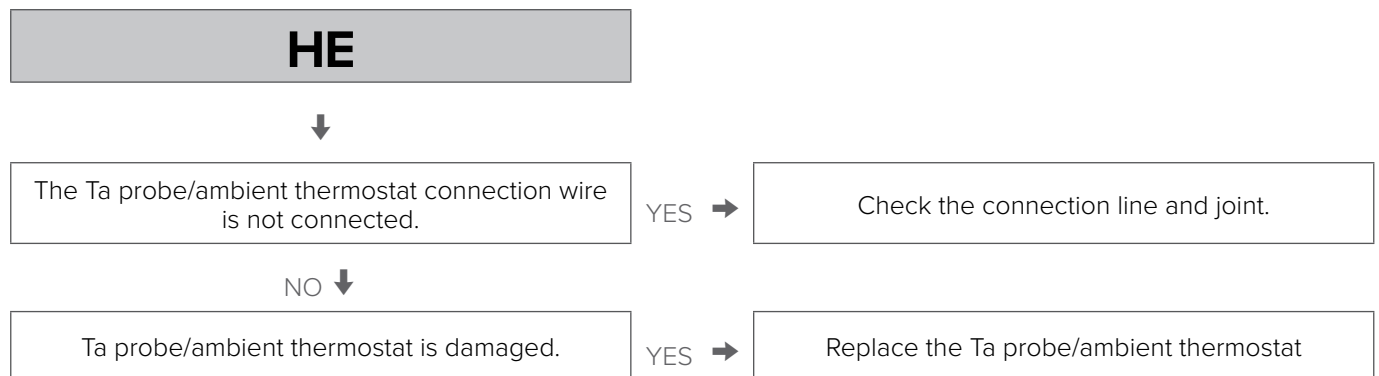 HE
The Ta probe/ambient thermostat connection wire
is not connected.
YES
Check the connection line and joint.
NO
Ta probe/ambient thermostat is damaged.
YES
Replace the Ta probe/ambient thermostat